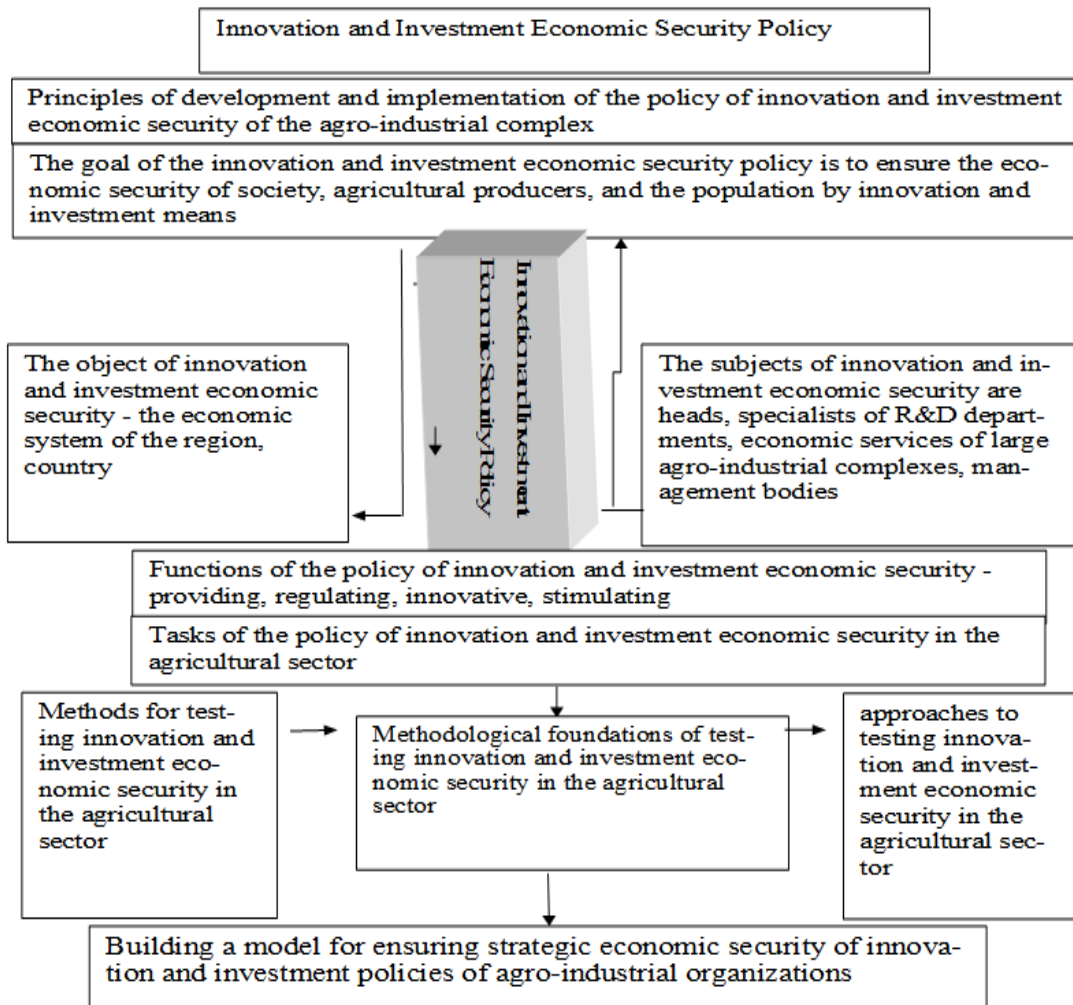 Innovation and Investment Economic Security Policy
Principles of development and implementation of the policy of innovation and investment
economic security of the agro-industrial complex
The goal of the innovation and investment economic security policy is to ensure the eco-
nomic security of society, agricultural producers, and the population by innovation and
investment means
Innovation and Investment
Economic Security Policy
The object of innovation
and investment economic
security - the economic
system of the region,
country
The subjects of innovation and in-
vestment economic security are
heads, specialists of R&D depart-
ments, economic services of large
agro-industrial complexes, man-
agement bodies
Functions of the policy of innovation and investment economic security -
providing, regulating, innovative, stimulating
Tasks of the policy of innovation and investment economic security in the
agricultural sector
Methods for test-
ing innovation and
investment eco-
nomic security in
the agricultural
sector
Methodological foundations of test-
ing innovation and investment eco-
nomic security in the agricultural
sector
approaches to
testing innova-
tion and invest-
ment economic
security in the
agricultural sec-
tor
Building a model for ensuring strategic economic security of innova-
tion and investment policies of agro-industrial organizations